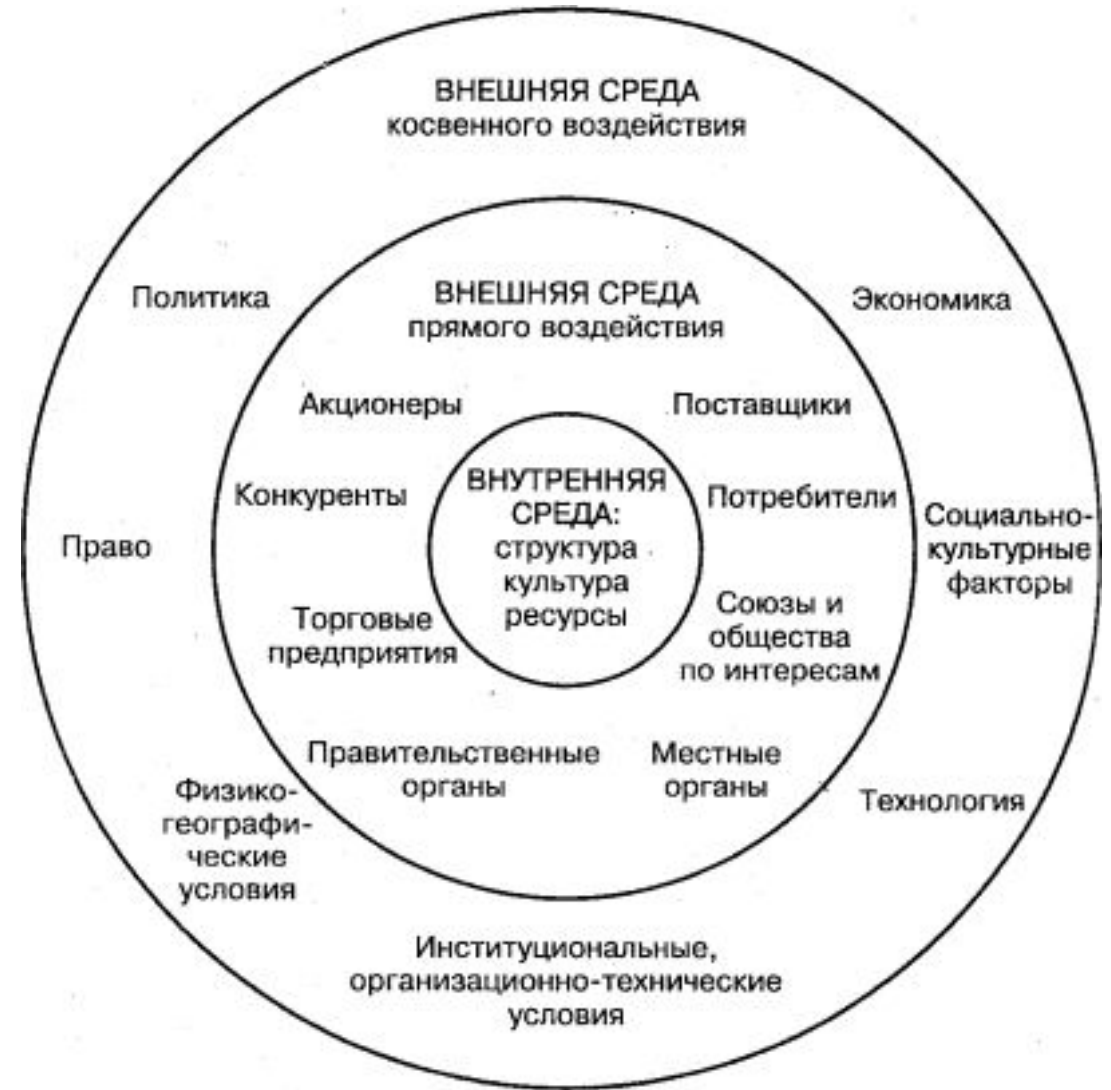 ВНЕШНЯЯ СРЕДА
косвенного воздействия
Политика
Экономика
ВНЕШНЯЯ СРЕДА
прямого воздействия
Акционеры
Поставщики
Конкуренты
ВНУТРЕННЯЯ
СРЕДА:
структура
культура
ресурсы
Потребители
Право
Социально-
культурные
факторы
Торговые
предприятия
Союзы и
общества
по интересам
Правительственные
органы
Местные
органы
Физико-
географи-
ческие
условия
Технология
Институциональные,
организационно-технические
условия